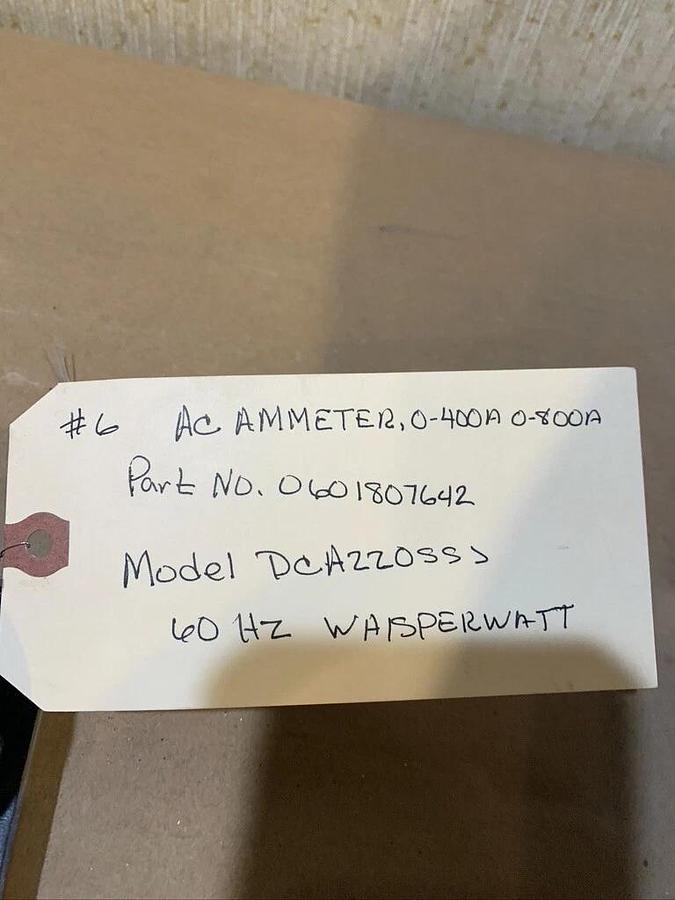 #6 AC AMMETER, 0-400A 0-800A
Part NO. 0601807642
Model DCA220SSJ
60 HZ WAISPERWATT